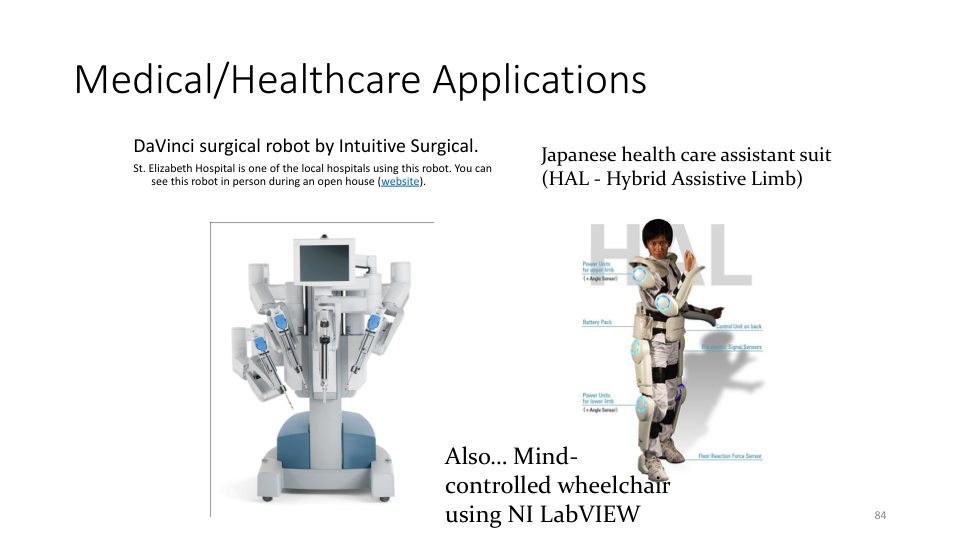 Medical/Healthcare Applications
DaVinci surgical robot by Intuitive Surgical.
St. Elizabeth Hospital is one of the local hospitals using this robot. You can
see this robot in person during an open house (website).
Japanese health care assistant suit
(HAL - Hybrid Assistive Limb)
HAL
Power Units
for upper limb
(+Angle Sensor)
Battery Pack
Control Unit on back
Signal Sensors
Power Units
for lower limb
(+Angle Sensor)
Floor Reaction Force Sensor
Also... Mind-
controlled wheelchair
using NI LabVIEW
84